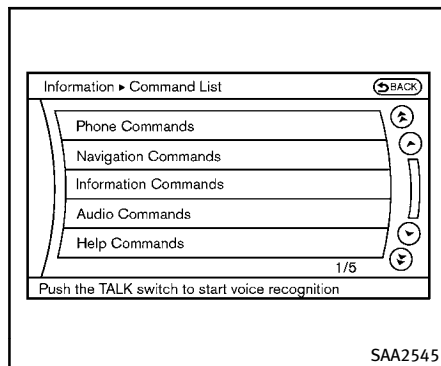 Information ▸ Command List
BACK
Phone Commands
Navigation Commands
Information Commands
Audio Commands
Help Commands
1/5
Push the TALK switch to start voice recognition
SAA2545